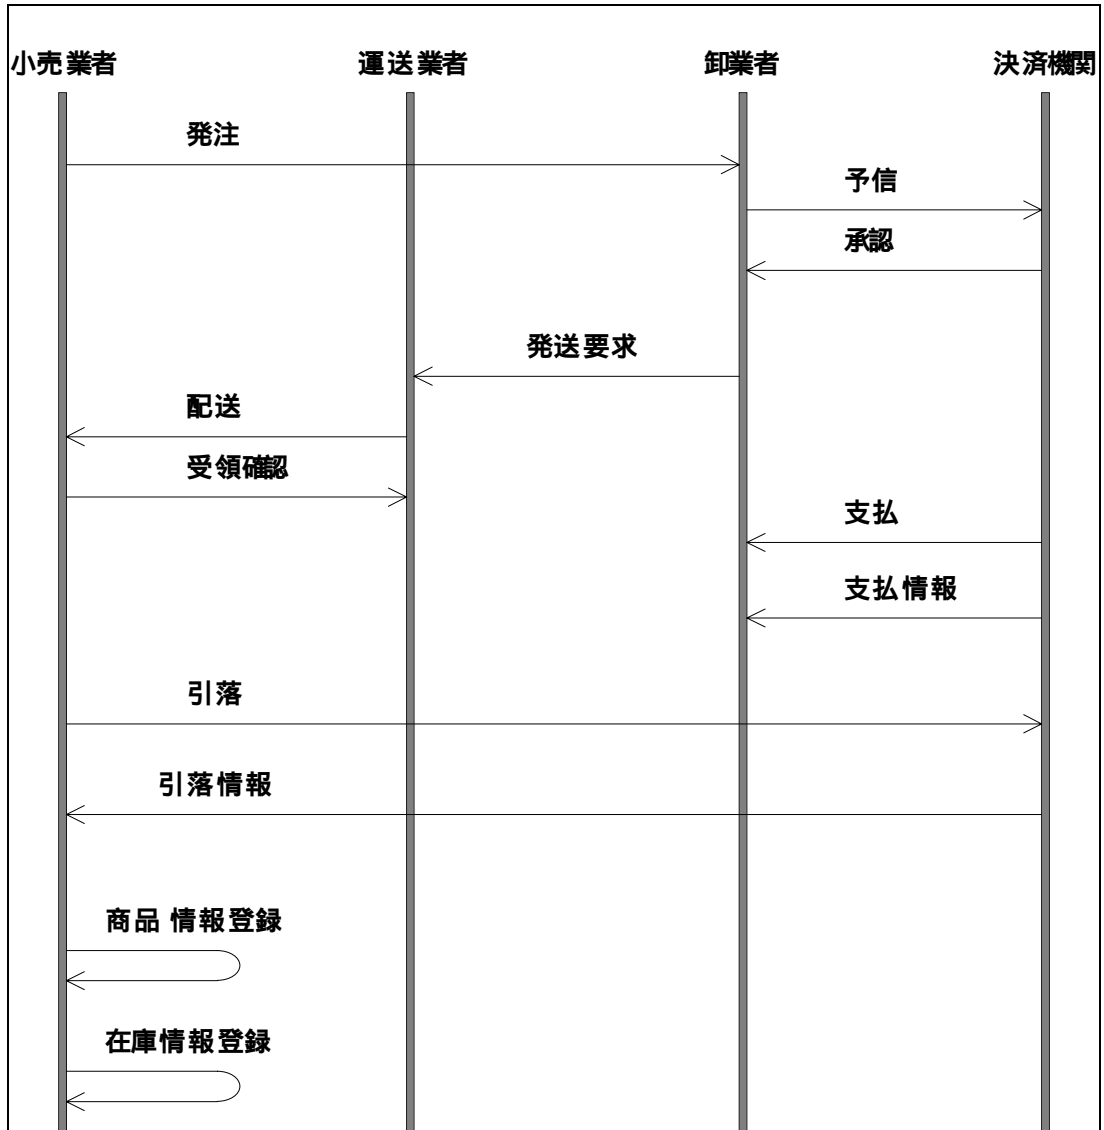 小売業者 運送業者 卸業者 決済機関
発注
予信
承認
発送要求
配送
受領確認
支払
支払情報
引落
引落情報
商品 情報登録
在庫情報登録